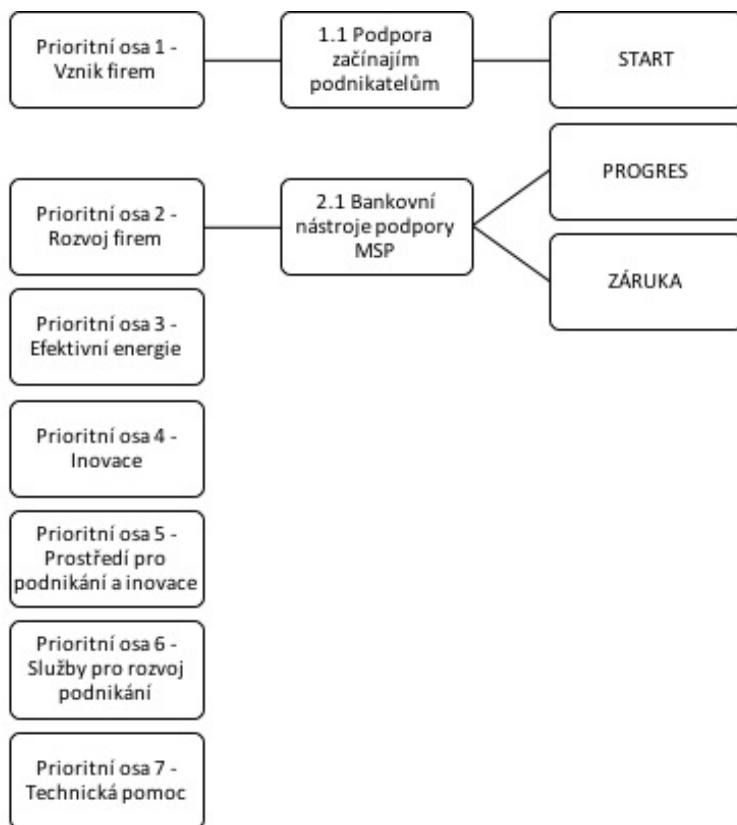 Prioritní osa 1 -
Vznik firem
1.1 Podpora
začínajím
podnikatelům
START
Prioritní osa 2 -
Rozvoj firem
2.1 Bankovní
nástroje podpory
MSP
PROGRES
ZÁRUKA
Prioritní osa 3 -
Efektivní energie
Prioritní osa 4 -
Inovace
Prioritní osa 5 -
Prostředí pro
podnikání a inovace
Prioritní osa 6 -
Služby pro rozvoj
podnikání
Prioritní osa 7 -
Technická pomoc